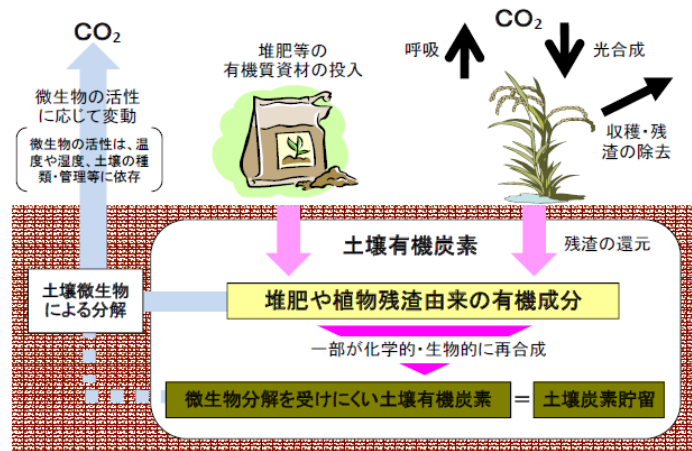 CO2
微生物の活性
に応じて変動
微生物の活性は、温
度や湿度、土壌の種
類・管理等に依存
堆肥等の
有機質資材の投入
CO2
呼吸
光合成
収穫・残
渣の除去
土壌有機炭素
残渣の還元
土壌微生物
による分解
堆肥や植物残渣由来の有機成分
一部が化学的・生物的に再合成
微生物分解を受けにくい土壌有機炭素 = 土壌炭素貯留